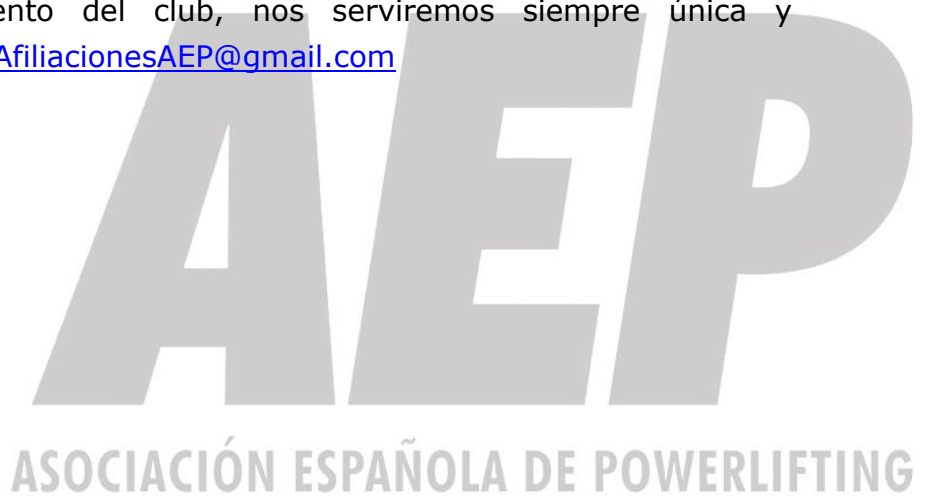 ento del club, nos serviremos siempre única y
AfiliacionesAEP@gmail.com
AEP
ASOCIACIÓN ESPAÑOLA DE POWERLIFTING